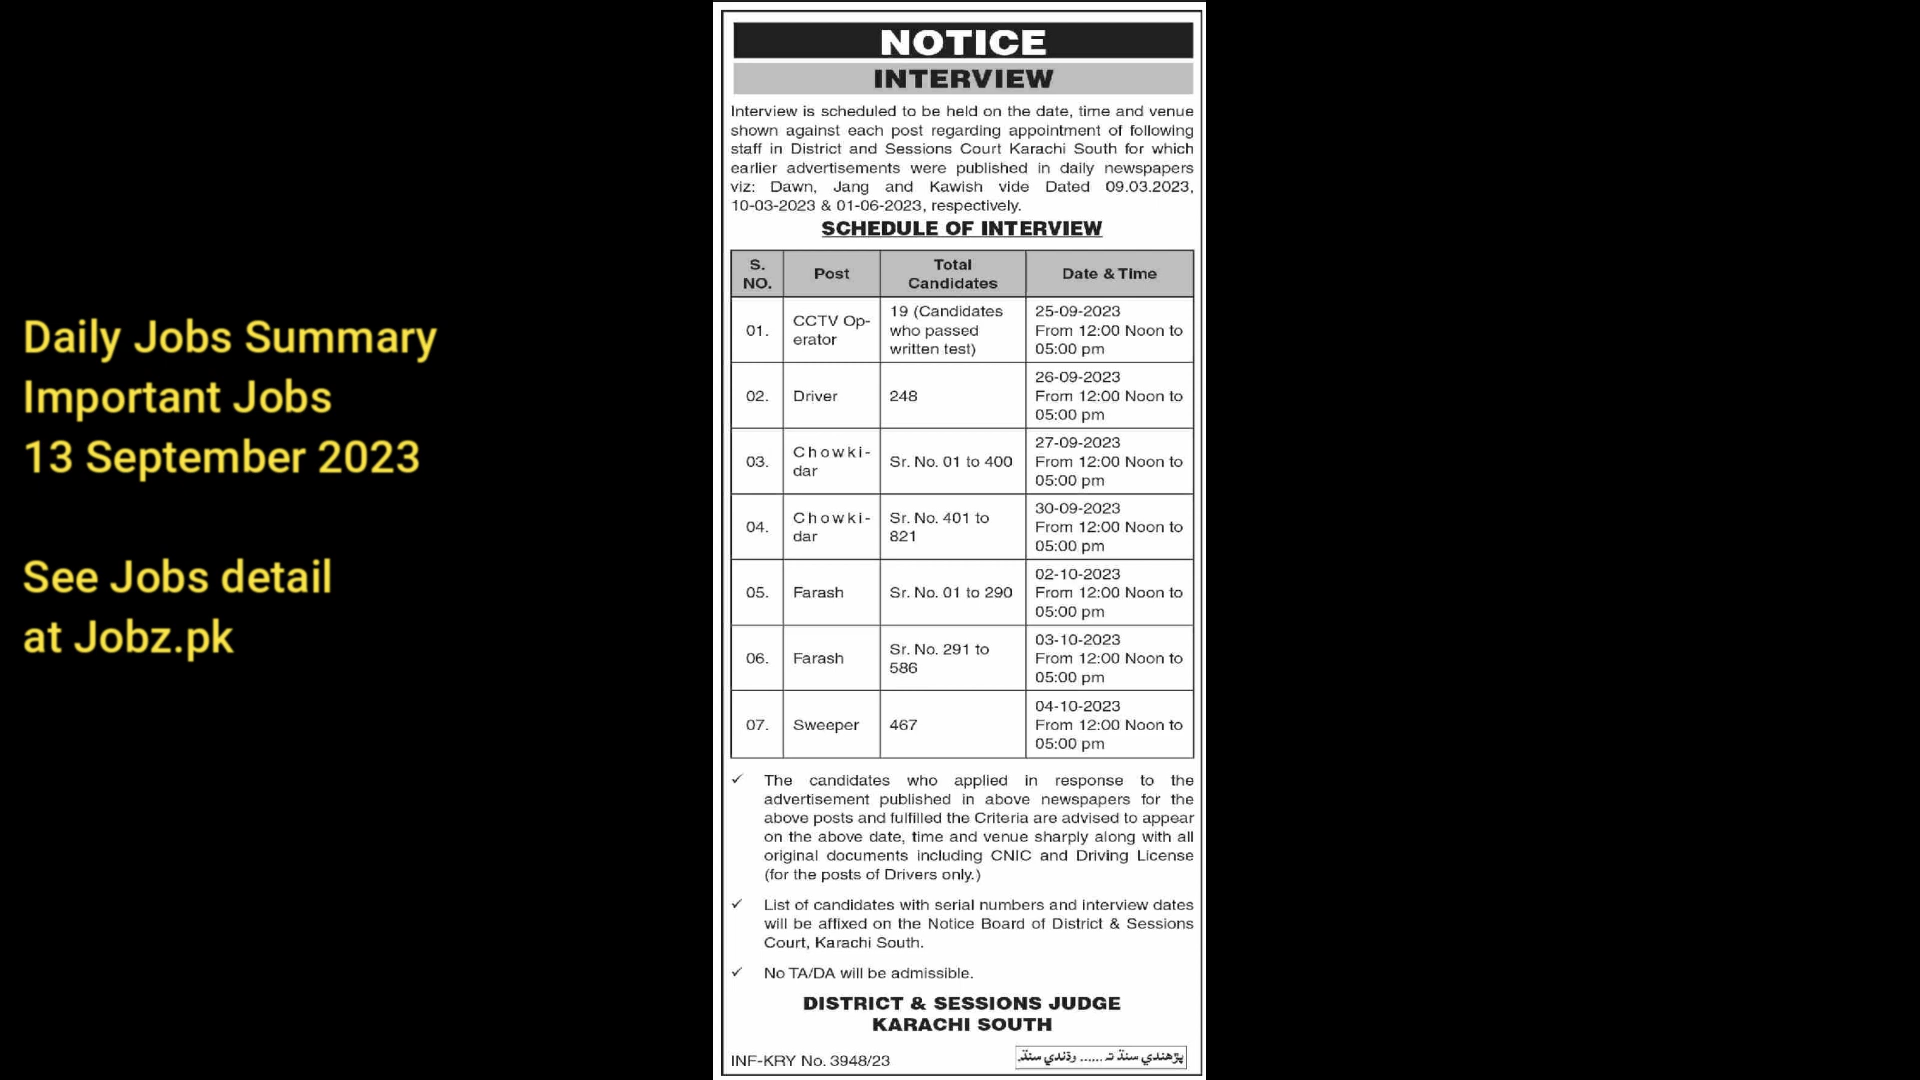 Daily Jobs Summary
Important Jobs
13 September 2023
See Jobs detail
at Jobz.pk
NOTICE
INTERVIEW
Interview is scheduled to be held on the date, time and venue
shown against each post regarding appointment of following
staff in District and Sessions Court Karachi South for which
earlier advertisements were published in daily newspapers
viz: Dawn, Jang and Kawish vide Dated 09.03.2023,
10-03-2023 & 01-06-2023, respectively.
SCHEDULE OF INTERVIEW
S. NO. Post Total Candidates Date & Time
01. CCTV Op-erator 19 (Candidates who passed written test) 25-09-2023 From 12:00 Noon to 05:00 pm
02. Driver 248 26-09-2023 From 12:00 Noon to 05:00 pm
03. Chowki-dar Sr. No. 01 to 400 27-09-2023 From 12:00 Noon to 05:00 pm
04. Chowki-dar Sr. No. 401 to 821 30-09-2023 From 12:00 Noon to 05:00 pm
05. Farash Sr. No. 01 to 290 02-10-2023 From 12:00 Noon to 05:00 pm
06. Farash Sr. No. 291 to 586 03-10-2023 From 12:00 Noon to 05:00 pm
07. Sweeper 467 04-10-2023 From 12:00 Noon to 05:00 pm
✓ The candidates who applied in response to the
advertisement published in above newspapers for the
above posts and fulfilled the Criteria are advised to appear
on the above date, time and venue sharply along with all
original documents including CNIC and Driving License
(for the posts of Drivers only.)
✓ List of candidates with serial numbers and interview dates
will be affixed on the Notice Board of District & Sessions
Court, Karachi South.
✓ No TA/DA will be admissible.
DISTRICT & SESSIONS JUDGE
KARACHI SOUTH
INF-KRY No. 3948/23
پڙهندي سنڌ ته ...... وڌندي سنڌ.